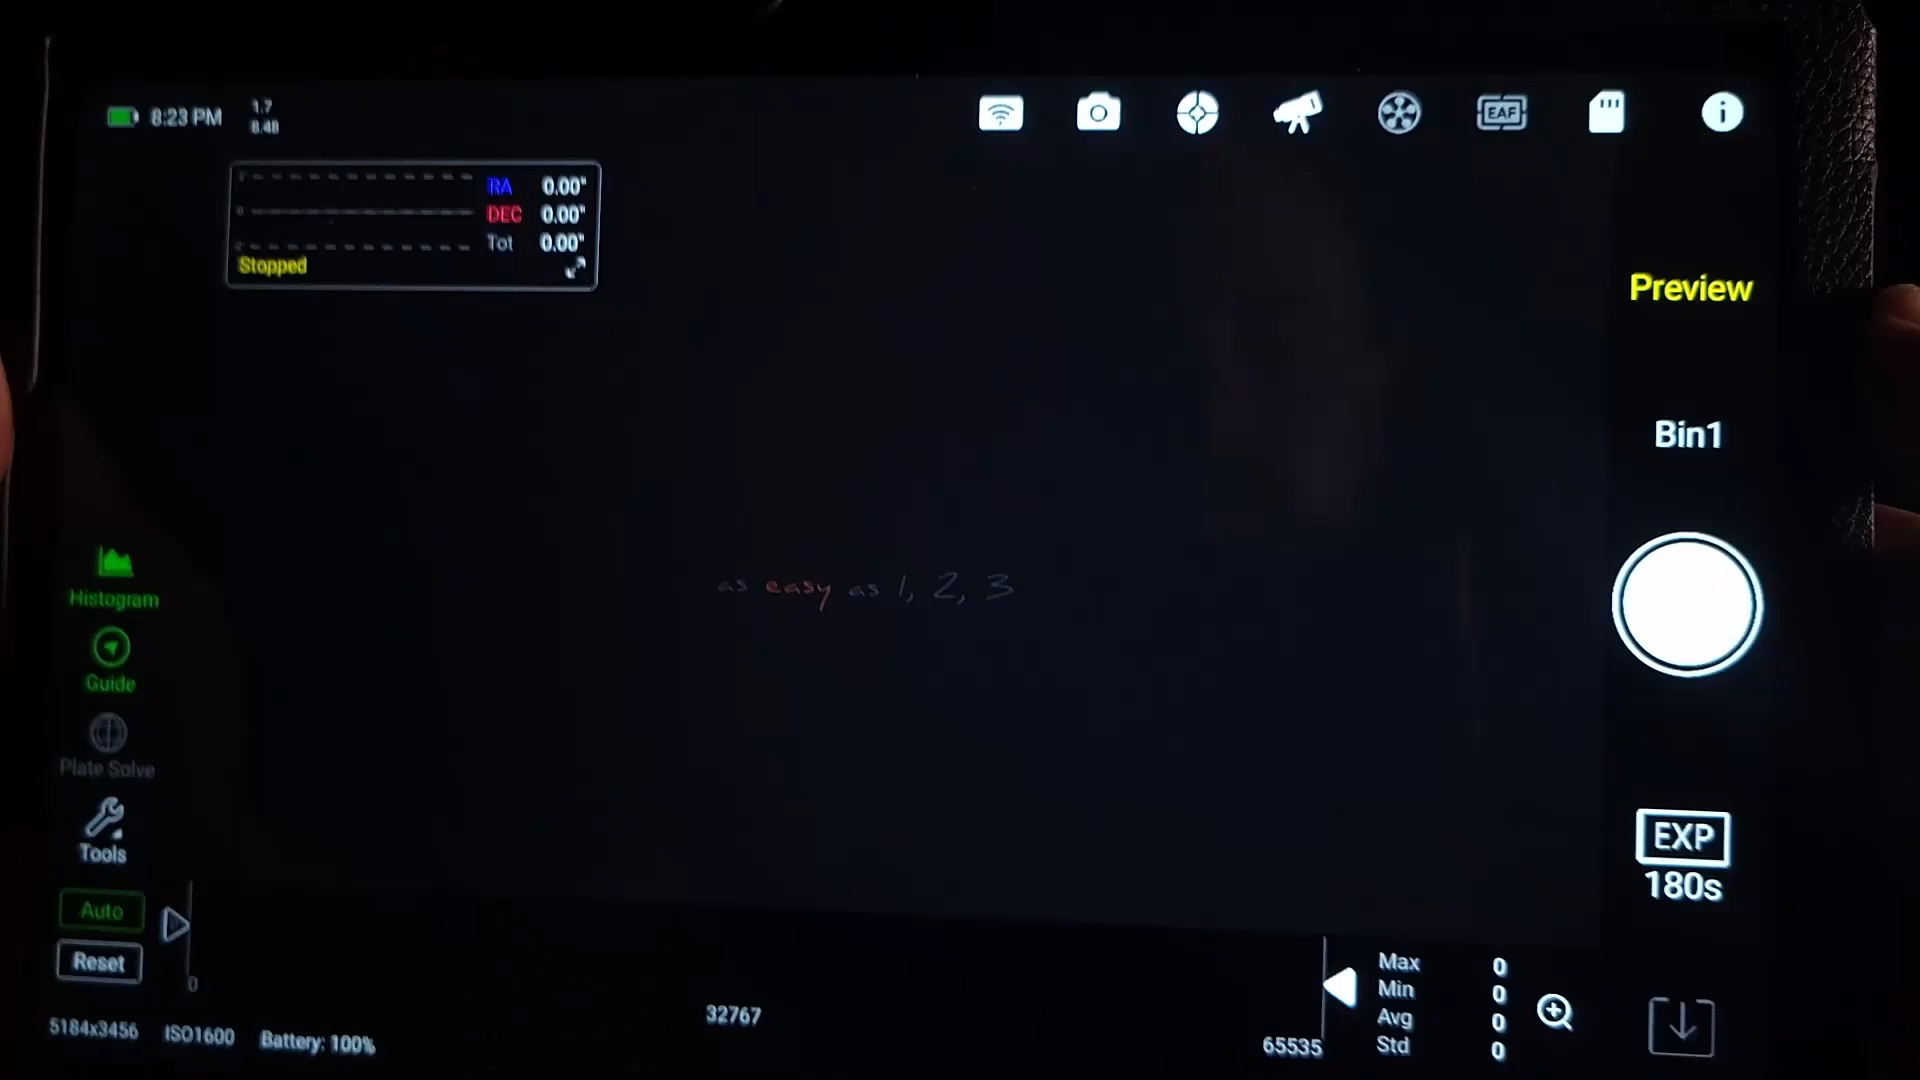 8:23 PM
1.7
8.48
EAF
RA 0.00"
DEC 0.00"
Tot 0.00"
Stopped
Preview
Bin1
as easy as 1, 2, 3
Histogram
Guide
Plate Solve
Tools
EXP
180s
Auto
Reset
0
32767
65535
Max 0
Min 0
Avg 0
Std 0
5184x3456 ISO1600 Battery: 100%